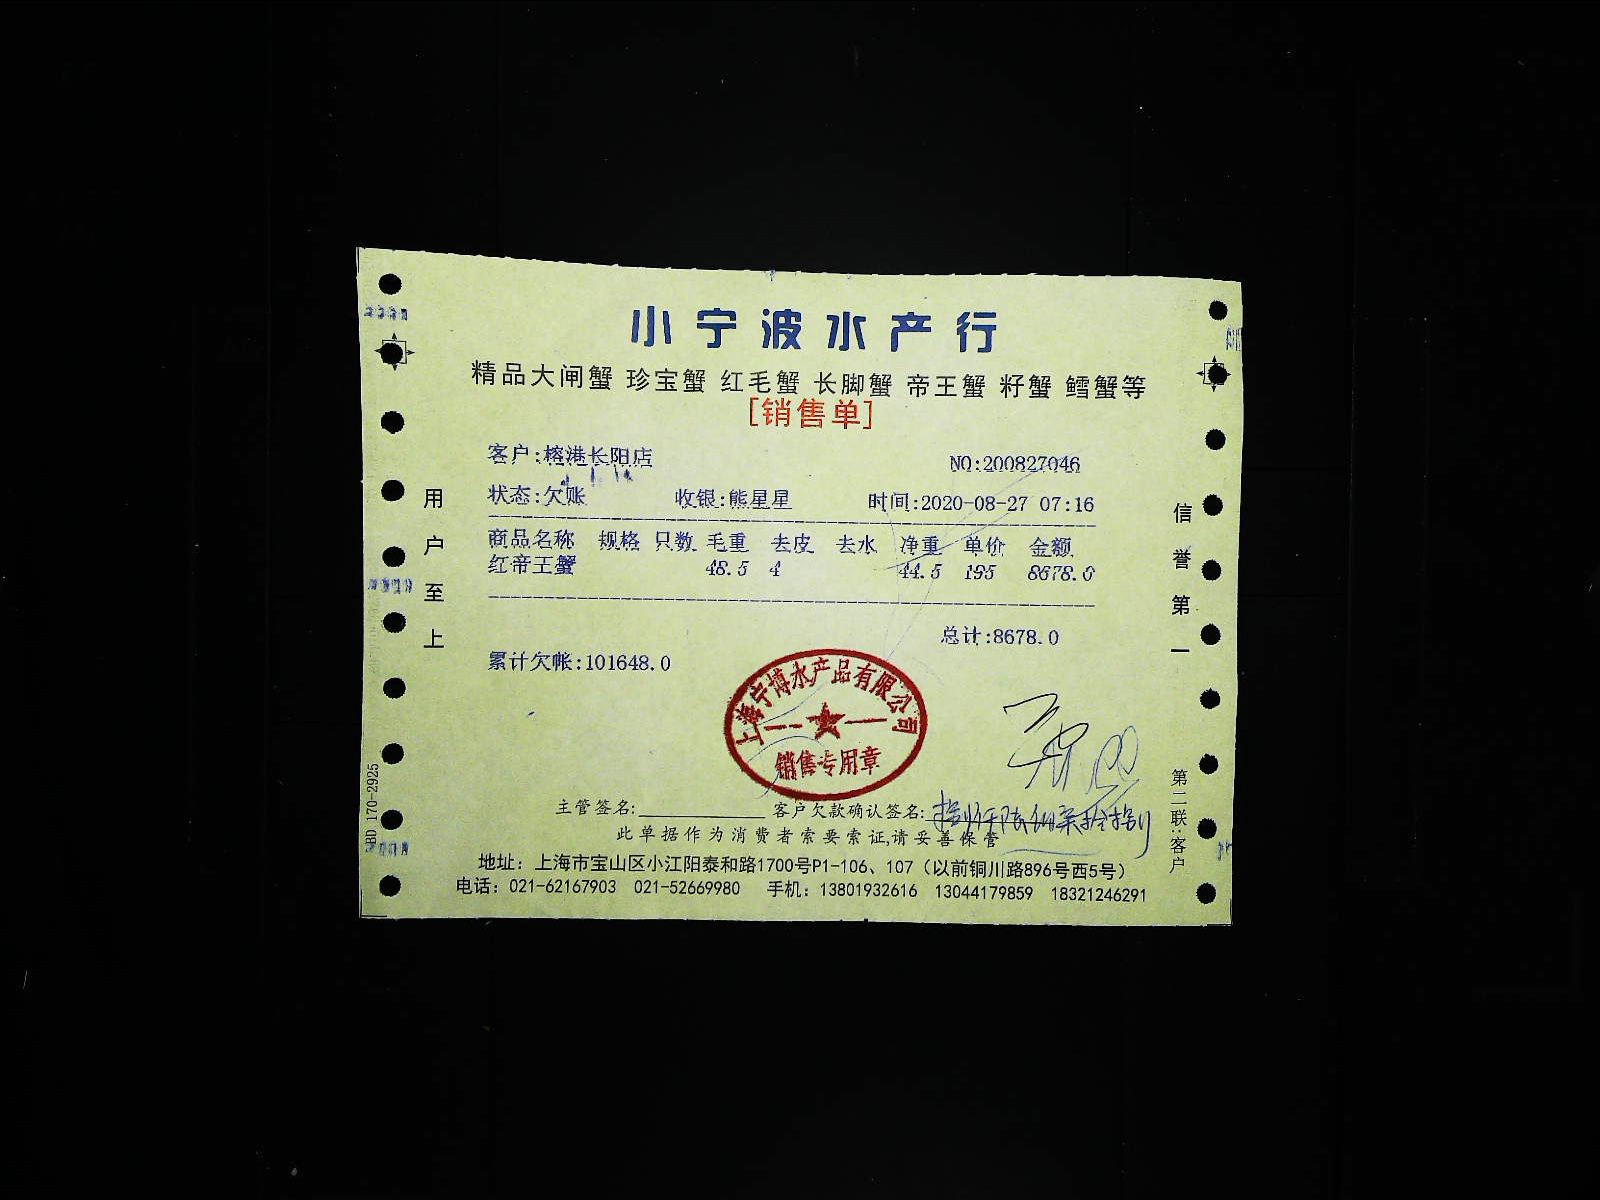 小宁波水产行
精品大闸蟹 珍宝蟹 红毛蟹 长脚蟹 帝王蟹 籽蟹 鳕蟹等
[销售单]
客户:榕港长阳店 NO:200827046
状态:欠账 收银:熊星星 时间:2020-08-27 07:16
商品名称 规格 只数 毛重 去皮 去水 净重 单价 金额
红帝王蟹 48.5 4 44.5 195 8678.0
总计:8678.0
累计欠帐:101648.0
上海宁博水产品有限公司
销售专用章
主管签名: 客户欠款确认签名: 捌仟陆佰柒拾捌
此单据作为消费者索要索证,请妥善保管
地址：上海市宝山区小江阳泰和路1700号P1-106、107（以前铜川路896号西5号）
电话：021-62167903 021-52669980 手机：13801932616 13044179859 18321246291
用户至上
信誉第一
第二联:客户
170-2925